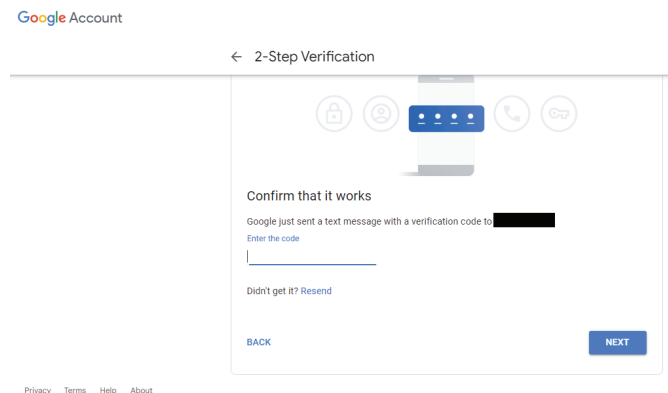 Google Account
← 2-Step Verification
Confirm that it works
Google just sent a text message with a verification code to
Enter the code
Didn't get it? Resend
BACK
NEXT
Privacy Terms Help About